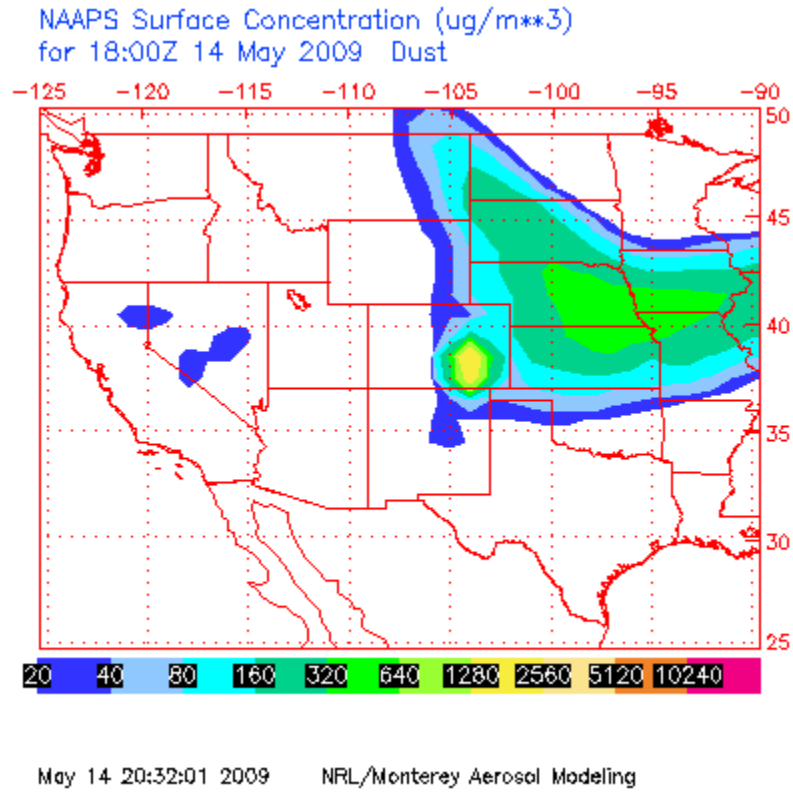 NAAPS Surface Concentration (ug/m**3)
for 18:00Z 14 May 2009 Dust
-125 -120 -115 -110 -105 -100 -95 -90
50
45
40
35
30
25
20 40 80 160 320 640 1280 2560 5120 10240
May 14 20:32:01 2009 NRL/Monterey Aerosol Modeling